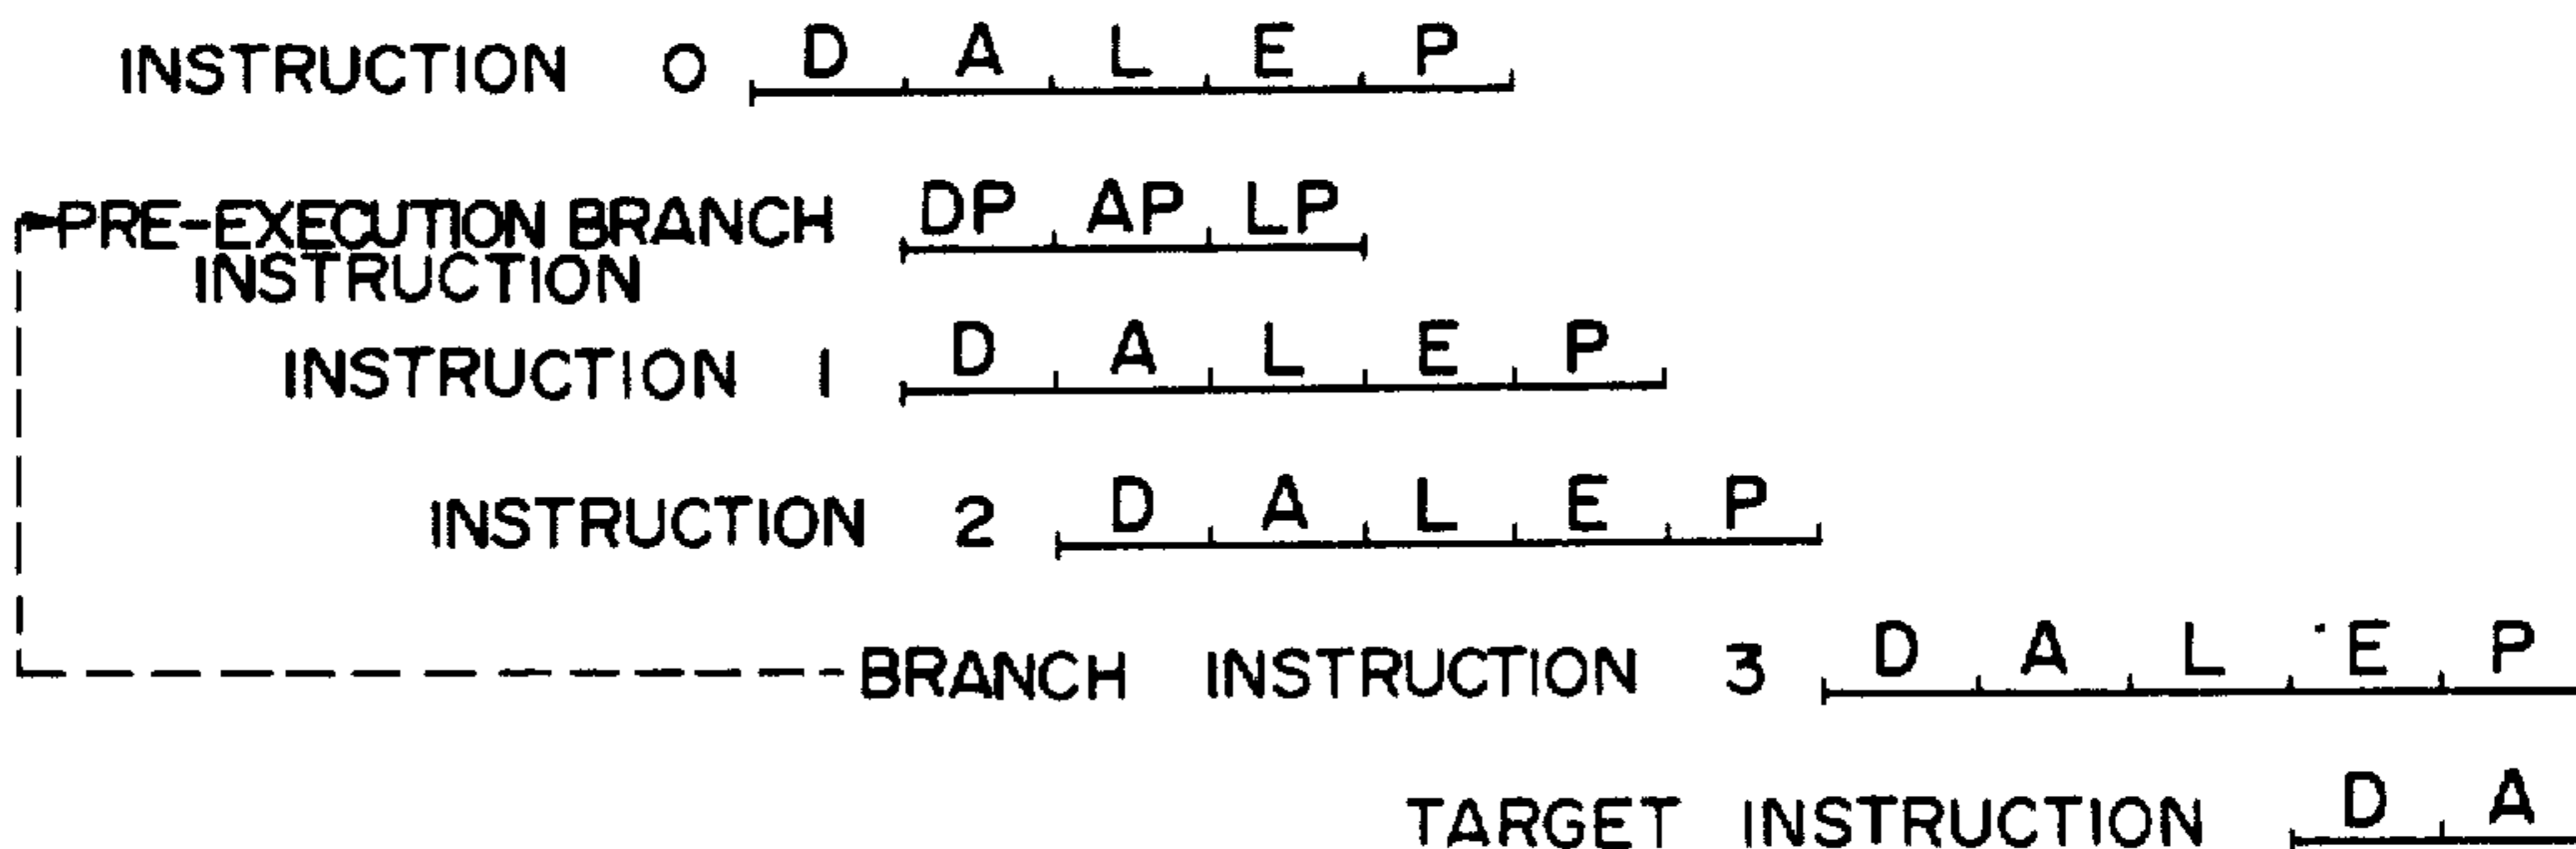 INSTRUCTION 0 D A L E P
PRE-EXECUTION BRANCH DP AP LP
INSTRUCTION
INSTRUCTION 1 D A L E P
INSTRUCTION 2 D A L E P
BRANCH INSTRUCTION 3 D A L E P
TARGET INSTRUCTION D A